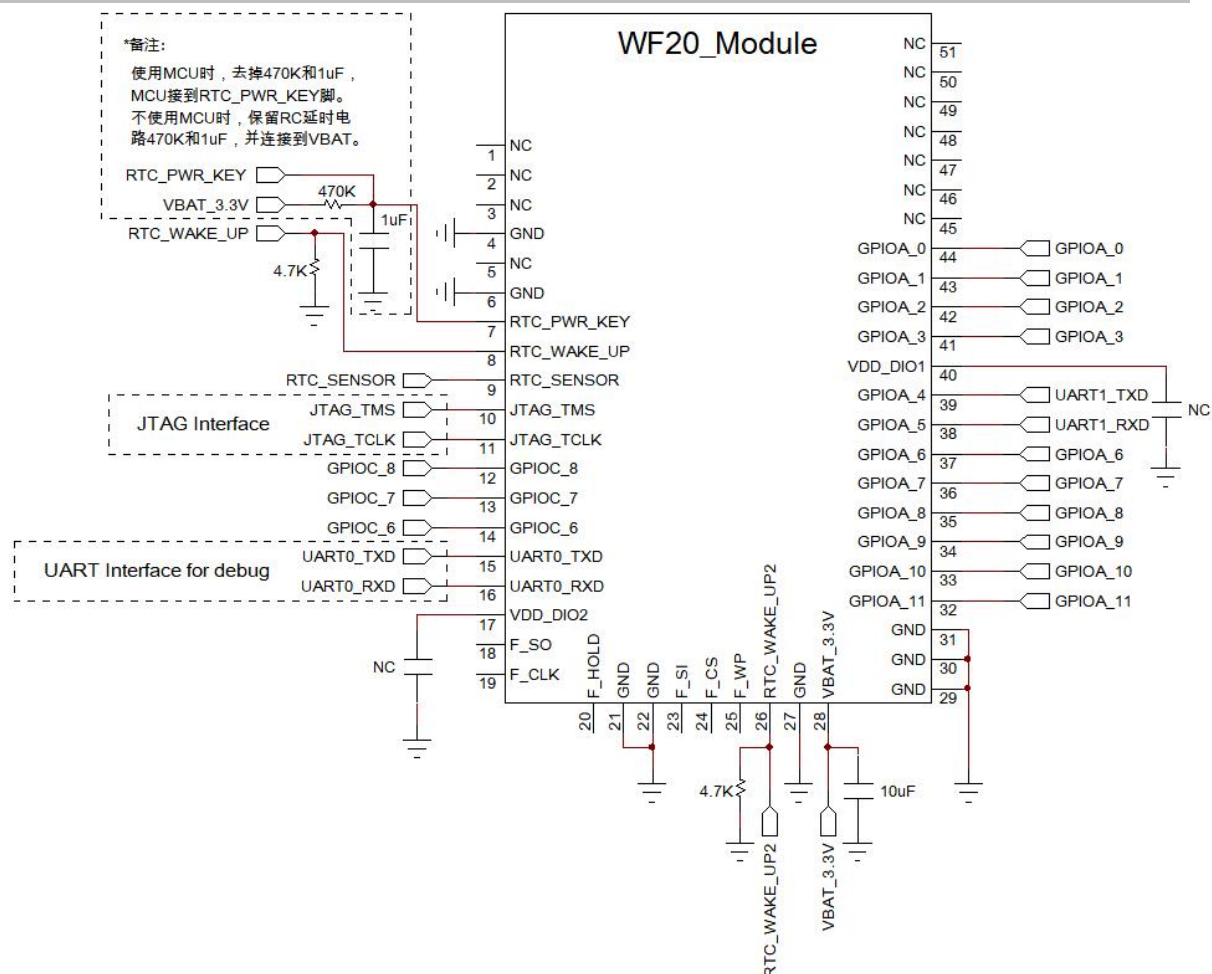 WF20_Module
*备注：
使用MCU时，去掉470K和1uF，
MCU接到RTC_PWR_KEY脚。
不使用MCU时，保留RC延时电
路470K和1uF，并连接到VBAT。
RTC_PWR_KEY
470K
VBAT_3.3V
1uF
RTC_WAKE_UP
4.7K
RTC_SENSOR
JTAG Interface
JTAG_TMS
JTAG_TCLK
GPIOC_8
GPIOC_7
GPIOC_6
UART Interface for debug
UART0_TXD
UART0_RXD
NC
1 NC
2 NC
3 NC
4 GND
5 NC
6 GND
7 RTC_PWR_KEY
8 RTC_WAKE_UP
9 RTC_SENSOR
10 JTAG_TMS
11 JTAG_TCLK
12 GPIOC_8
13 GPIOC_7
14 GPIOC_6
15 UART0_TXD
16 UART0_RXD
17 VDD_DIO2
18 F_SO
19 F_CLK
20 F_HOLD
21 GND
22 GND
23 F_SI
24 F_CS
25 F_WP
26 RTC_WAKE_UP2
27 GND
28 VBAT_3.3V
4.7K
10uF
RTC_WAKE_UP2
VBAT_3.3V
NC 51
NC 50
NC 49
NC 48
NC 47
NC 46
NC 45
GPIOA_0 44 GPIOA_0
GPIOA_1 43 GPIOA_1
GPIOA_2 42 GPIOA_2
GPIOA_3 41 GPIOA_3
VDD_DIO1 40
GPIOA_4 39 UART1_TXD
NC
GPIOA_5 38 UART1_RXD
GPIOA_6 37 GPIOA_6
GPIOA_7 36 GPIOA_7
GPIOA_8 35 GPIOA_8
GPIOA_9 34 GPIOA_9
GPIOA_10 33 GPIOA_10
GPIOA_11 32 GPIOA_11
GND 31
GND 30
GND 29